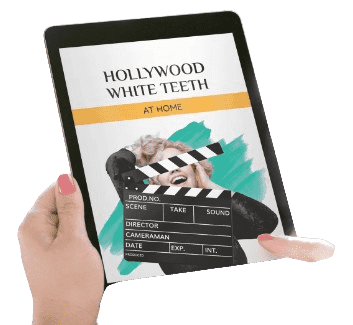 HOLLYWOOD
WHITE TEETH
AT HOME
PROD.NO.
SCENE TAKE SOUND
DIRECTOR
CAMERAMAN
DATE EXP. INT.